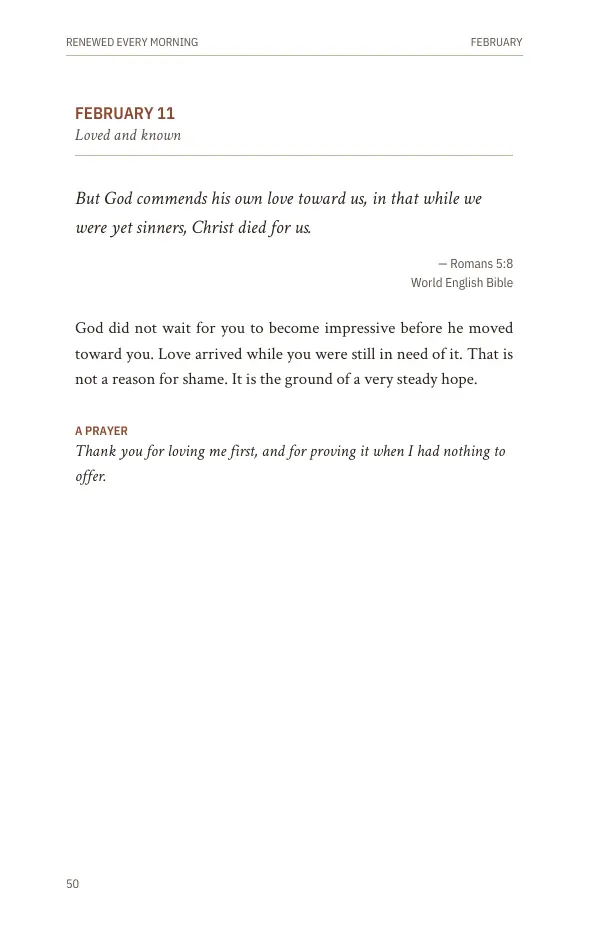 RENEWED EVERY MORNING
FEBRUARY
FEBRUARY 11
Loved and known
But God commends his own love toward us, in that while we
were yet sinners, Christ died for us.
— Romans 5:8
World English Bible
God did not wait for you to become impressive before he moved
toward you. Love arrived while you were still in need of it. That is
not a reason for shame. It is the ground of a very steady hope.
A PRAYER
Thank you for loving me first, and for proving it when I had nothing to
offer.
50